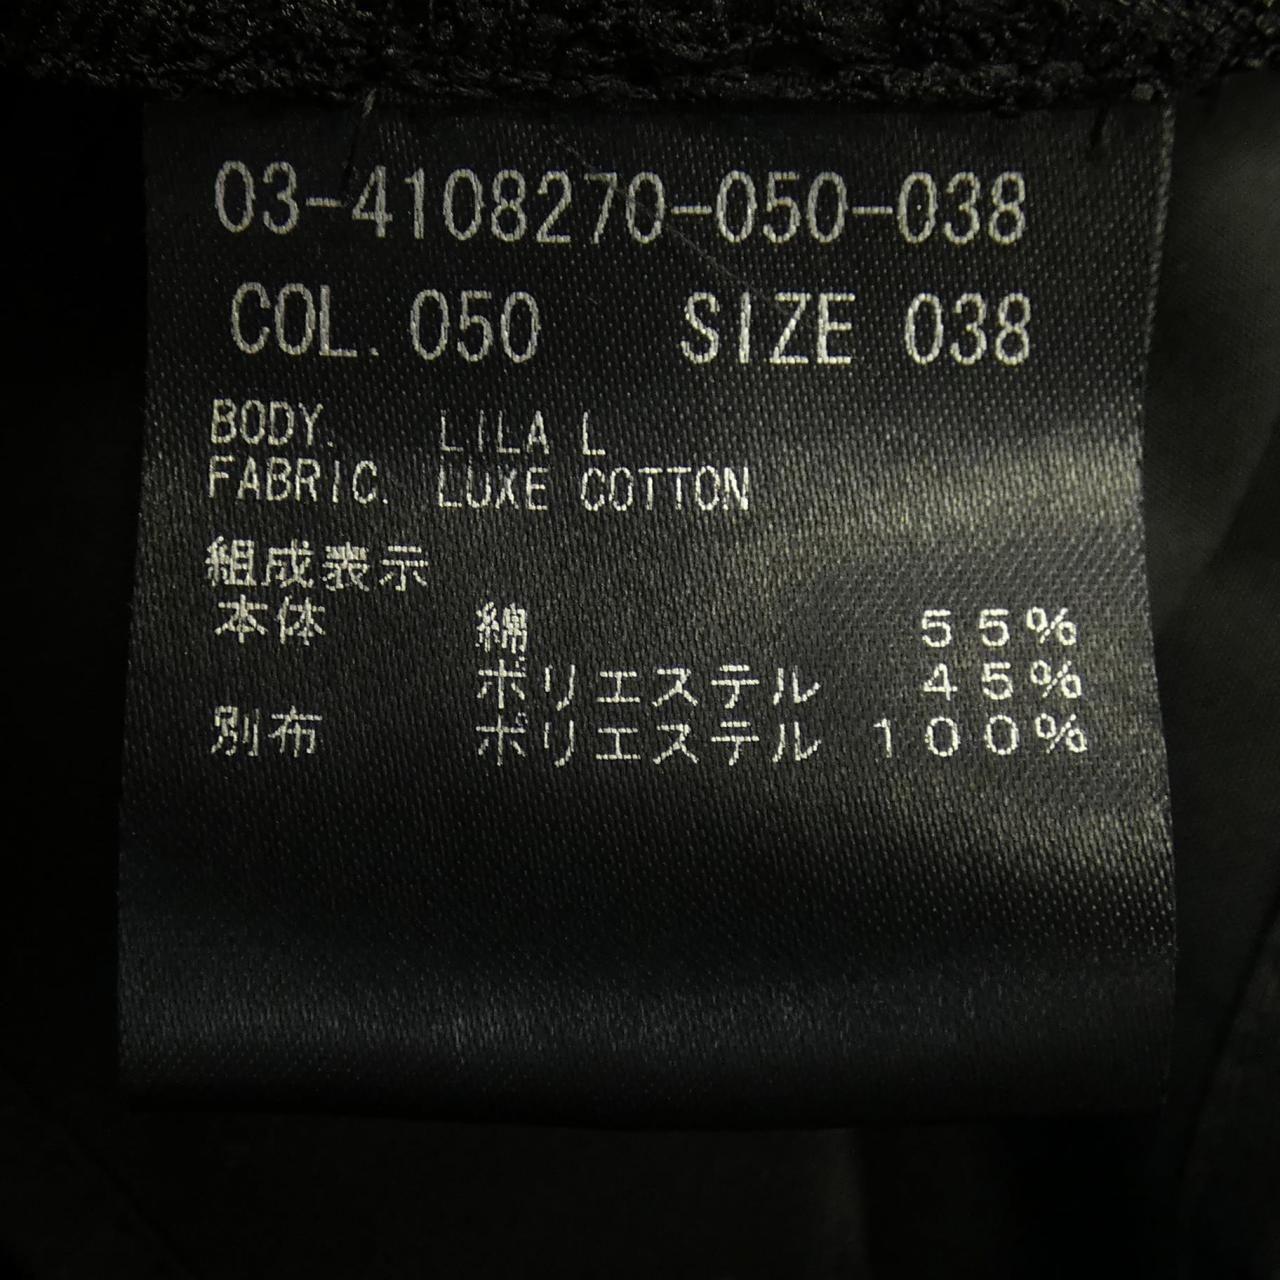 03-4108270-050-038
COL. 050 SIZE 038
BODY. LILA L
FABRIC. LUXE COTTON
組成表示
本体 綿 55%
ポリエステル 45%
別布 ポリエステル 100%